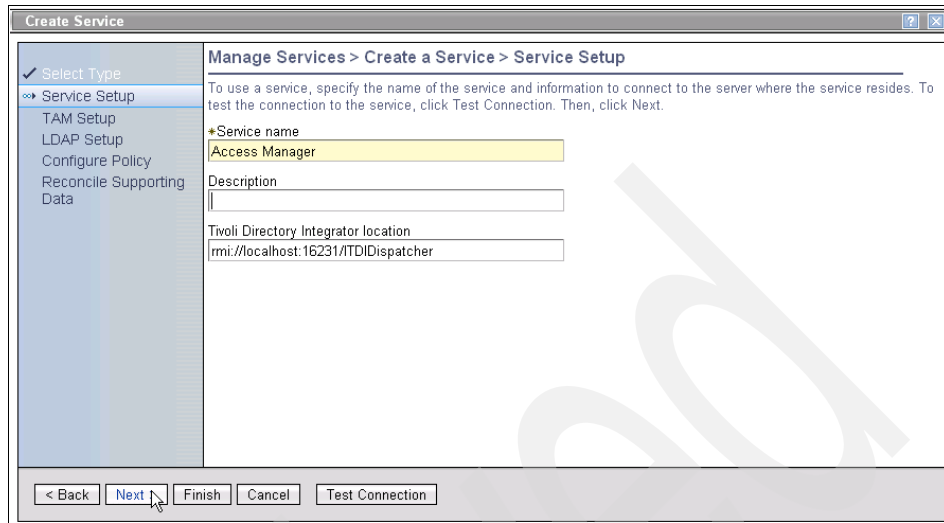 Create Service
Select Type
Service Setup
TAM Setup
LDAP Setup
Configure Policy
Reconcile Supporting
Data
Manage Services > Create a Service > Service Setup
To use a service, specify the name of the service and information to connect to the server where the service resides. To
test the connection to the service, click Test Connection. Then, click Next.
*Service name
Access Manager
Description
Tivoli Directory Integrator location
rmi://localhost:16231/ITDIDispatcher
< Back Next > Finish Cancel Test Connection